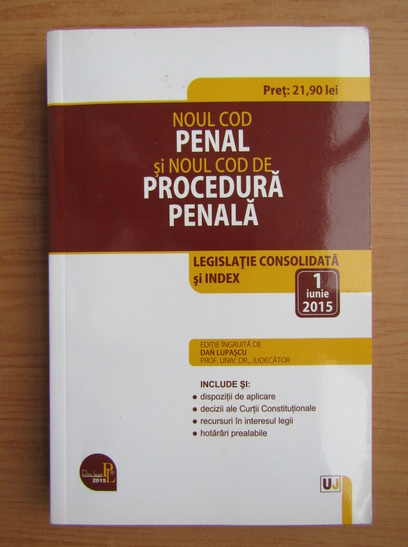 Preț: 21,90 lei
NOUL COD
PENAL
și NOUL COD DE
PROCEDURĂ
PENALĂ
LEGISLAȚIE CONSOLIDATĂ
și INDEX
1
iunie
2015
EDIȚIE ÎNGRIJITĂ DE
DAN LUPAȘCU
PROF. UNIV. DR., JUDECĂTOR
INCLUDE ȘI:
• dispoziții de aplicare
• decizii ale Curții Constituționale
• recursuri în interesul legii
• hotărâri prealabile
PL
2015
UJ